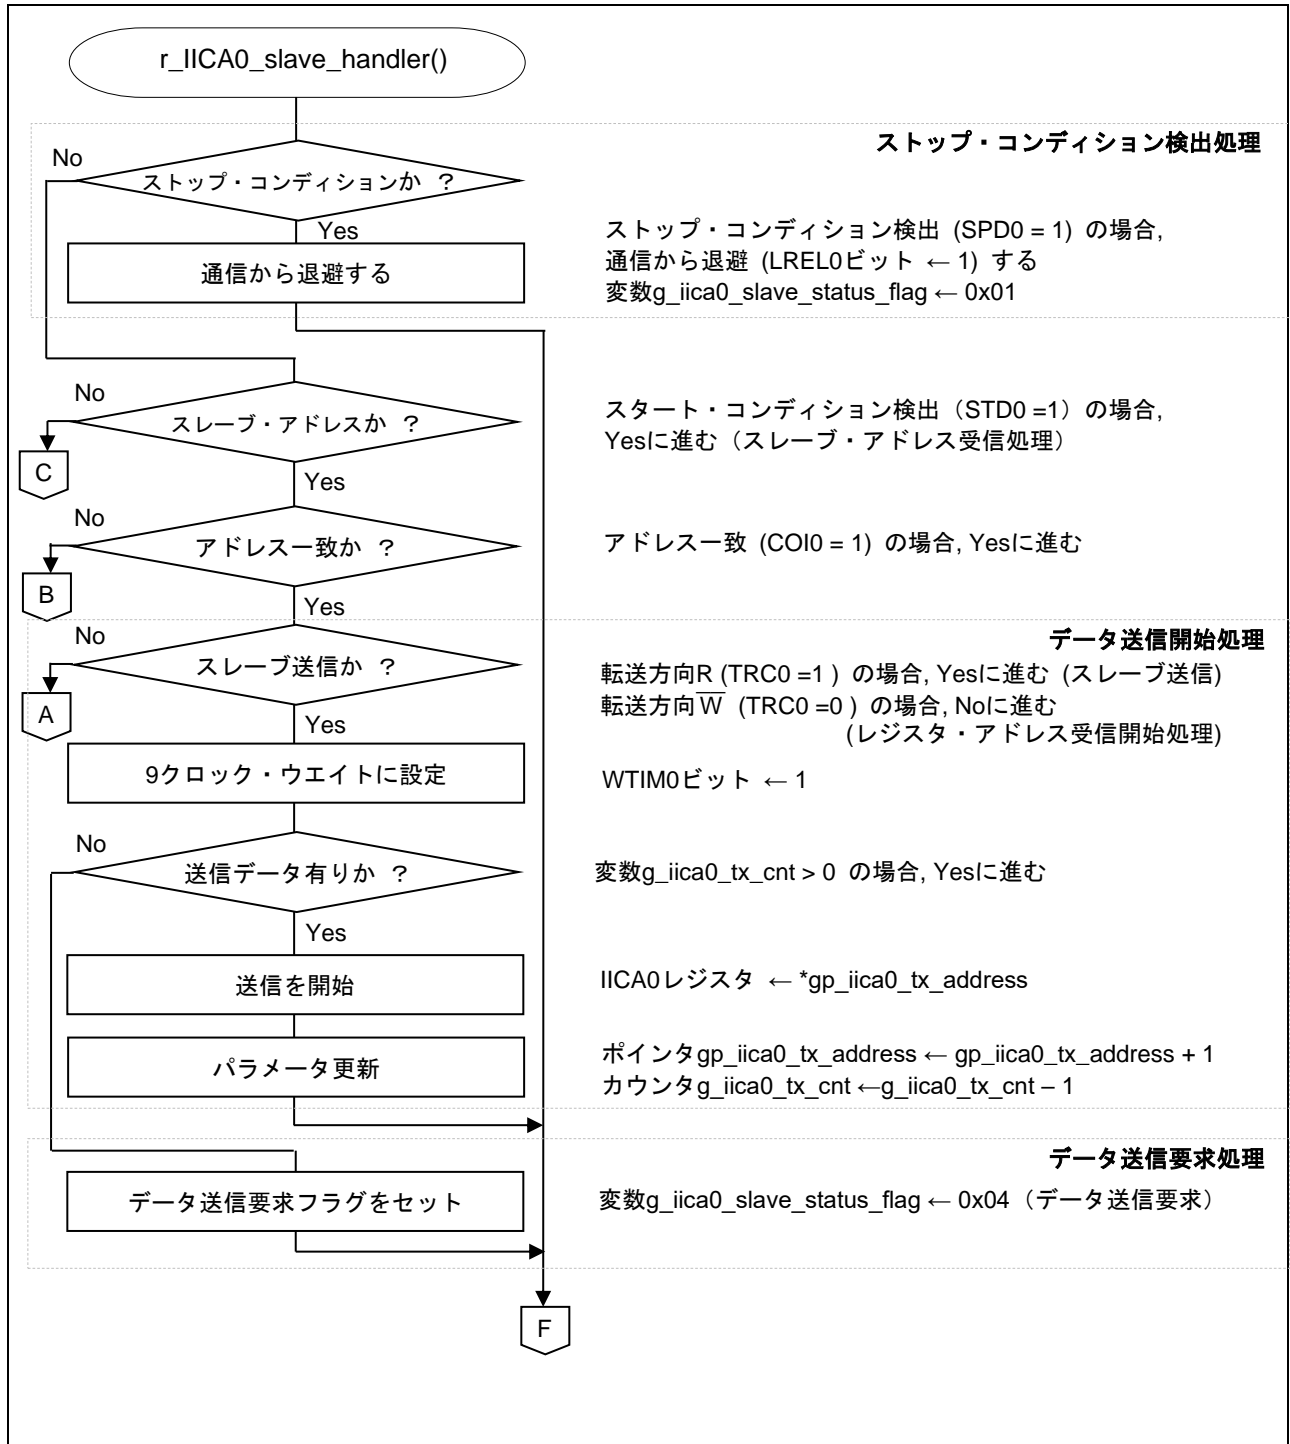 r_IICA0_slave_handler()
ストップ・コンディション検出処理
No
ストップ・コンディションか ？
Yes
通信から退避する
ストップ・コンディション検出 (SPD0 = 1) の場合,
通信から退避 (LREL0ビット ← 1) する
変数g_iica0_slave_status_flag ← 0x01
No
スレーブ・アドレスか ？
スタート・コンディション検出（STD0 =1）の場合,
Yesに進む（スレーブ・アドレス受信処理）
C
Yes
No
アドレス一致か ？
アドレス一致 (COI0 = 1) の場合, Yesに進む
B
Yes
No
データ送信開始処理
スレーブ送信か ？
転送方向R (TRC0 =1 ) の場合, Yesに進む (スレーブ送信)
転送方向W̅ (TRC0 =0 ) の場合, Noに進む
(レジスタ・アドレス受信開始処理)
A
Yes
9クロック・ウエイトに設定
WTIM0ビット ← 1
No
送信データ有りか ？
変数g_iica0_tx_cnt > 0 の場合, Yesに進む
Yes
送信を開始
IICA0レジスタ ← *gp_iica0_tx_address
パラメータ更新
ポインタgp_iica0_tx_address ← gp_iica0_tx_address + 1
カウンタg_iica0_tx_cnt ←g_iica0_tx_cnt – 1
データ送信要求処理
データ送信要求フラグをセット
変数g_iica0_slave_status_flag ← 0x04（データ送信要求）
F